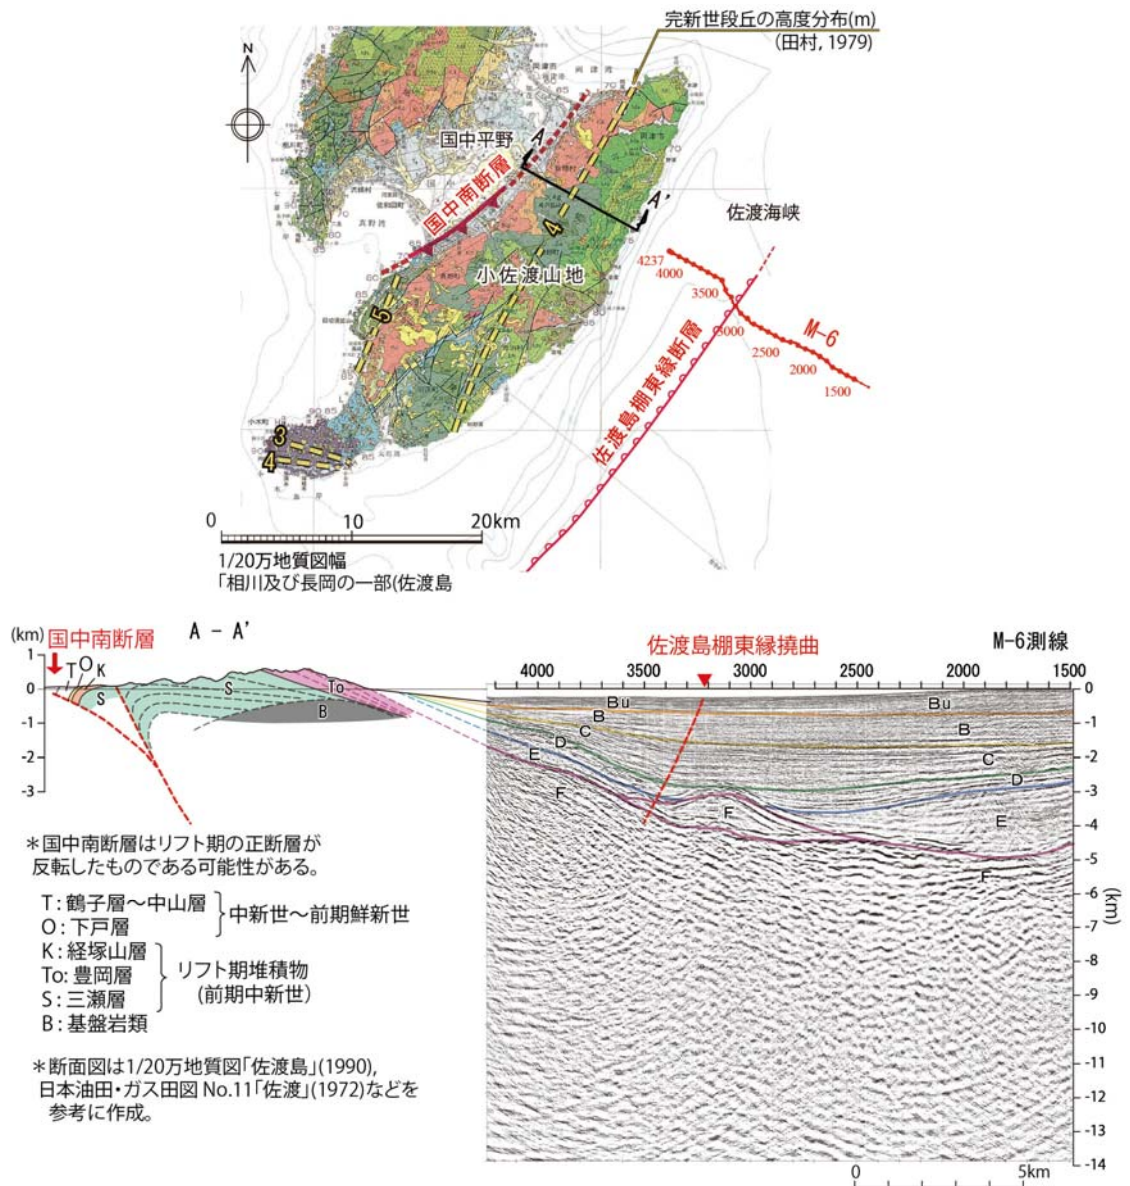 完新世段丘の高度分布(m)
(田村, 1979)
N
国中平野
A
国中南断層
A'
佐渡海峡
4
小佐渡山地
5
4237
4000
3500
3000
2500
2000
1500
M-6
佐渡島棚東縁断層
3
4
0 10 20km
1/20万地質図幅
「相川及び長岡の一部(佐渡島
(km) 国中南断層 A - A' 佐渡島棚東縁撓曲 M-6測線
1
0
-1
-2
-3
T O K S S To B
4000 3500 3000 2500 2000 1500
Bu Bu
B B
C C
D D
E E
F F F
0
-1
-2
-3
-4
-5
-6
-7
-8
-9
-10
-11
-12
-13
-14
(km)
0 5km
*国中南断層はリフト期の正断層が
反転したものである可能性がある。
T:鶴子層～中山層
O:下戸層
中新世～前期鮮新世
K:経塚山層
To:豊岡層
S:三瀬層
リフト期堆積物
(前期中新世)
B:基盤岩類
*断面図は1/20万地質図「佐渡島」(1990),
日本油田・ガス田図 No.11「佐渡」(1972)などを
参考に作成。